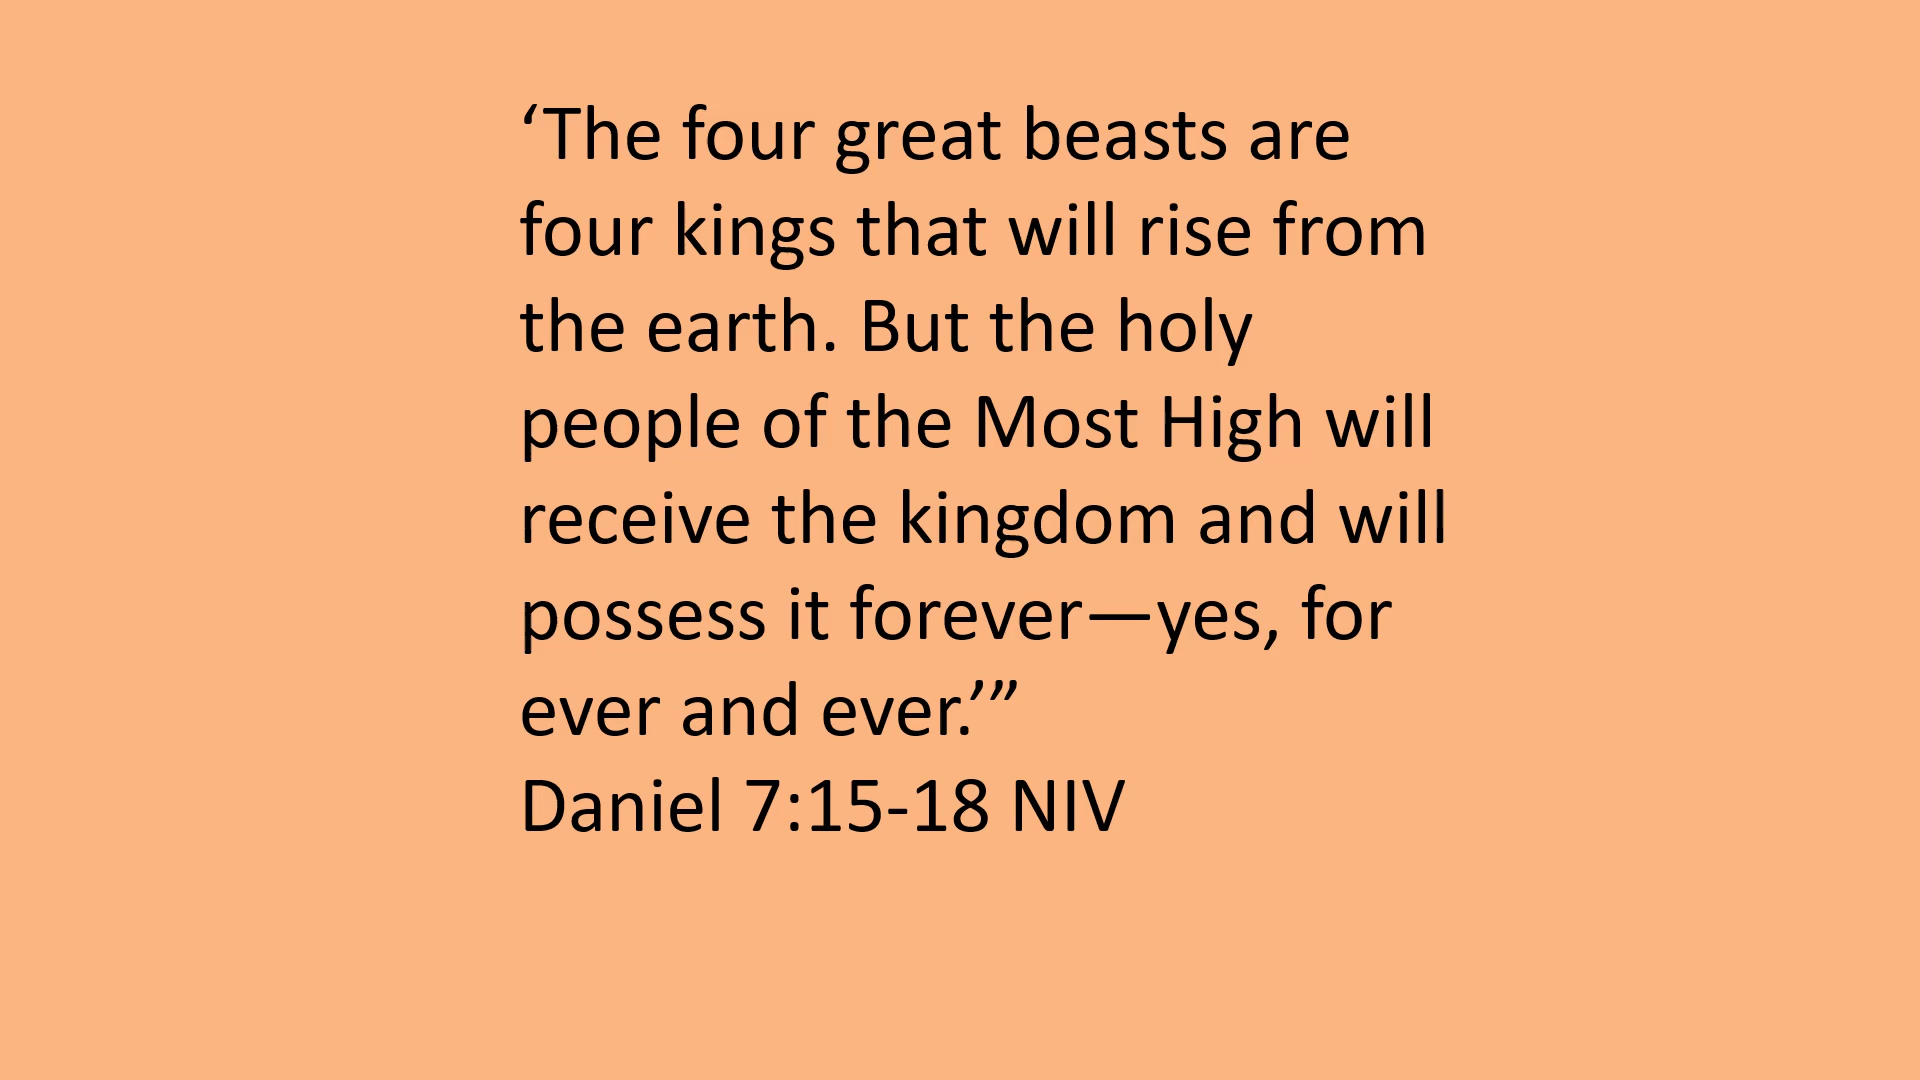 ‘The four great beasts are
four kings that will rise from
the earth. But the holy
people of the Most High will
receive the kingdom and will
possess it forever—yes, for
ever and ever.’”
Daniel 7:15-18 NIV